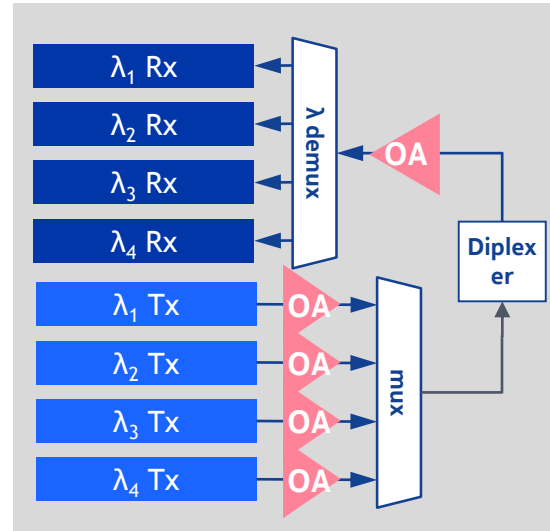 λ₁ Rx
λ₂ Rx
λ₃ Rx
λ₄ Rx
λ demux
OA
Diplex
er
λ₁ Tx
λ₂ Tx
λ₃ Tx
λ₄ Tx
OA
OA
OA
OA
mux